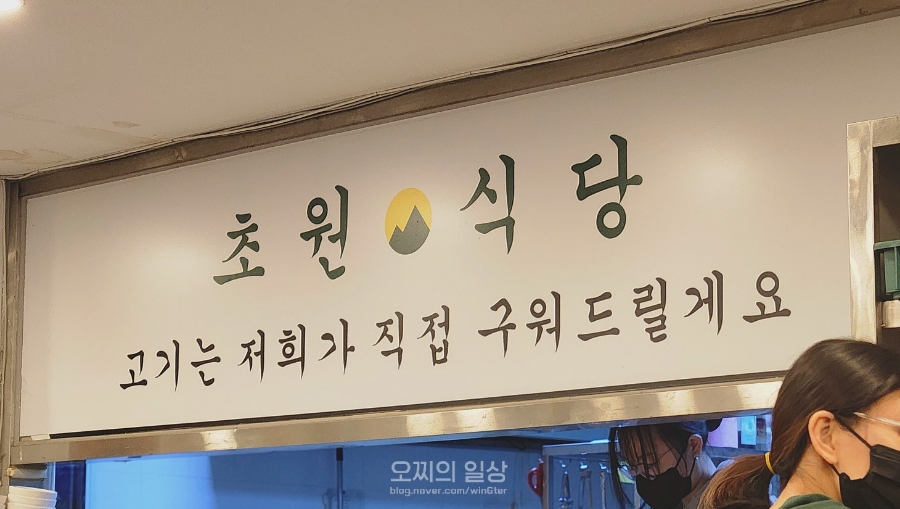 초원 식당
고기는 저희가 직접 구워드릴게요
오찌의 일상
blog.naver.com/win6ter